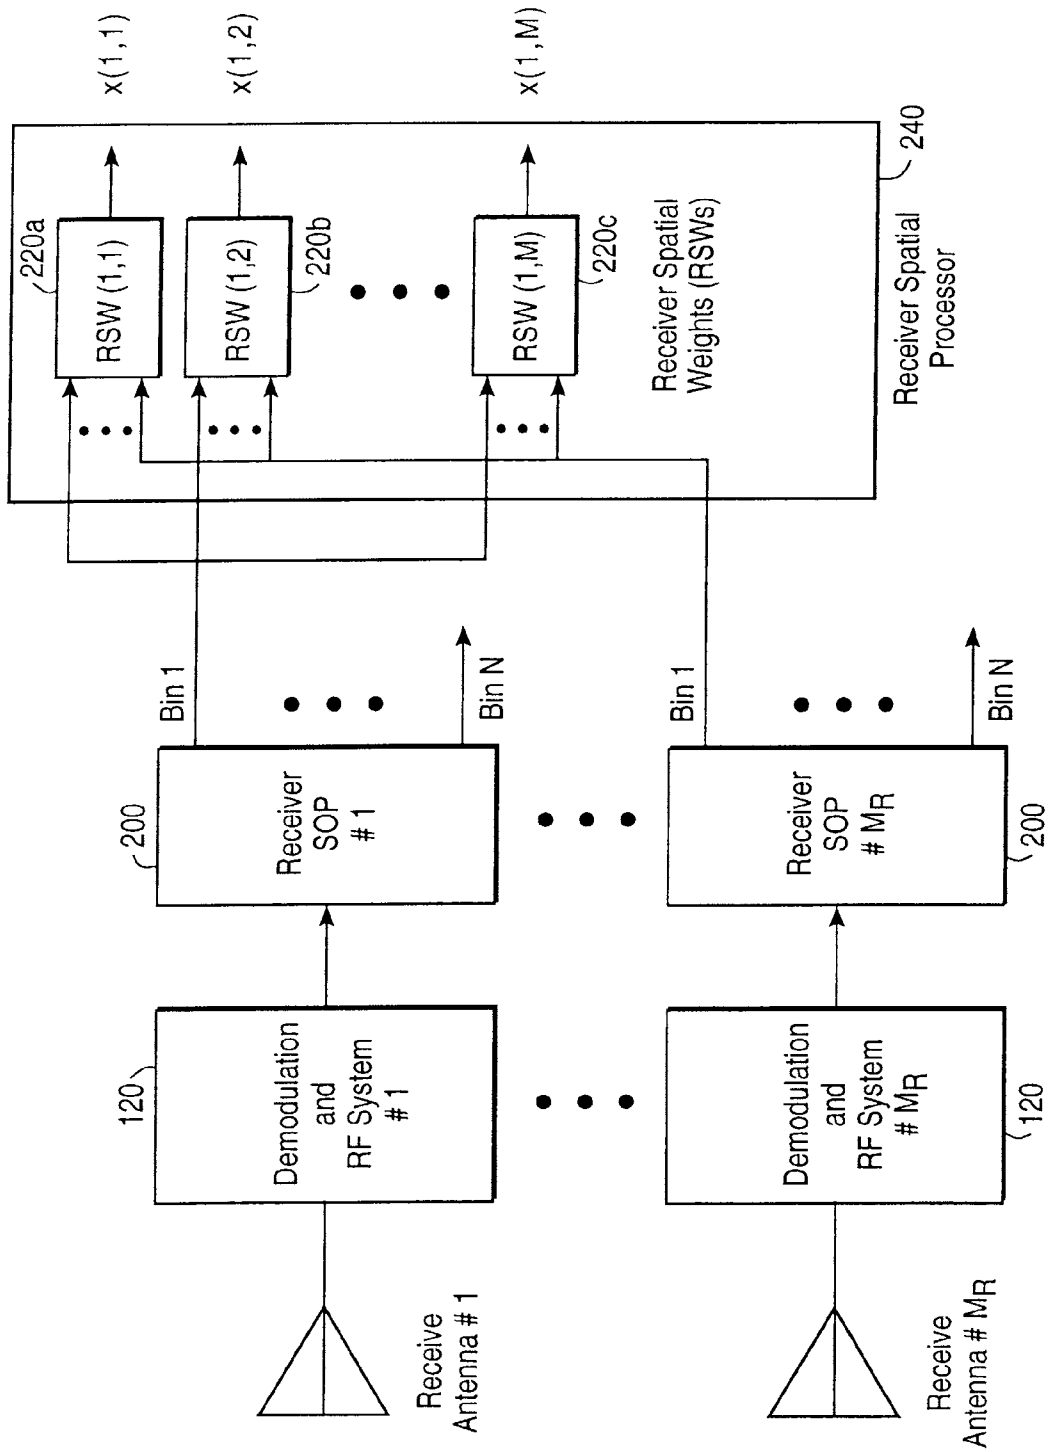 Receive
Antenna # 1
120
Demodulation
and
RF System
# 1
200
Receiver
SOP
# 1
Bin 1
Bin N
Receive
Antenna # MR
Demodulation
and
RF System
# MR
120
Receiver
SOP
# MR
200
Bin 1
Bin N
220a
RSW (1,1)
x(1,1)
RSW (1,2)
220b
x(1,2)
RSW (1,M)
220c
x(1,M)
Receiver Spatial
Weights (RSWs)
240
Receiver Spatial
Processor